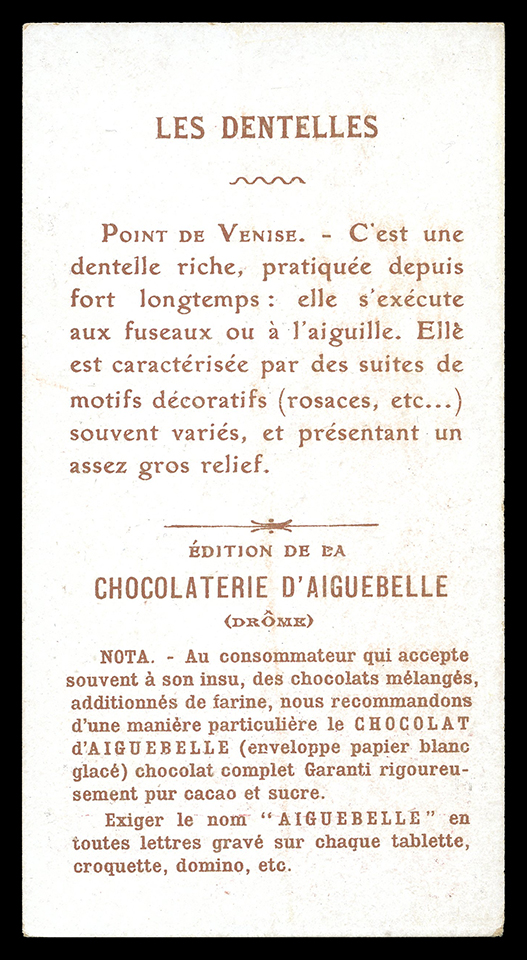 LES DENTELLES
POINT DE VENISE. - C'est une
dentelle riche, pratiquée depuis
fort longtemps : elle s'exécute
aux fuseaux ou à l'aiguille. Elle
est caractérisée par des suites de
motifs décoratifs (rosaces, etc...)
souvent variés, et présentant un
assez gros relief.
ÉDITION DE LA
CHOCOLATERIE D'AIGUEBELLE
(DRÔME)
NOTA. - Au consommateur qui accepte
souvent à son insu, des chocolats mélangés,
additionnés de farine, nous recommandons
d'une manière particulière le CHOCOLAT
d'AIGUEBELLE (enveloppe papier blanc
glacé) chocolat complet Garanti rigoureu-
sement pur cacao et sucre.
Exiger le nom "AIGUEBELLE" en
toutes lettres gravé sur chaque tablette,
croquette, domino, etc.